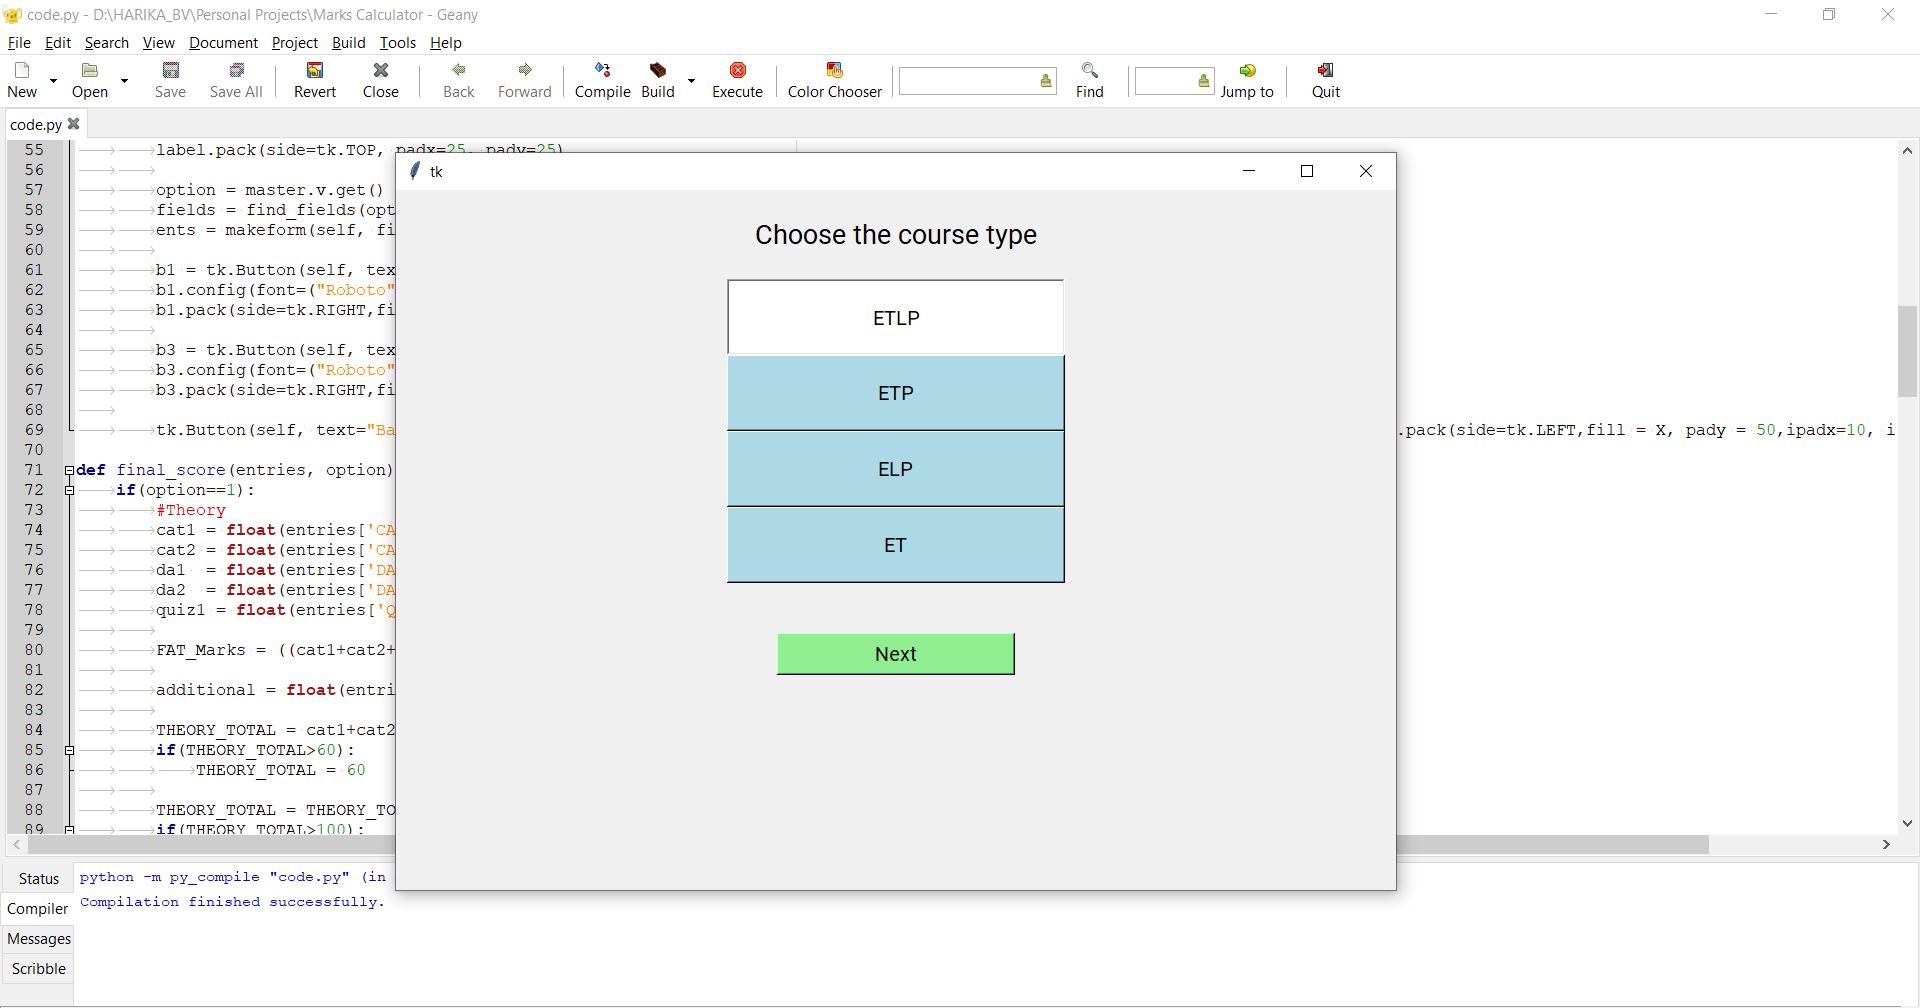 code.py - D:\HARIKA_BV\Personal Projects\Marks Calculator - Geany
File Edit Search View Document Project Build Tools Help
New Open Save Save All Revert Close Back Forward Compile Build Execute Color Chooser Find Jump to Quit
code.py
55 label.pack(side=tk.TOP, padx=25, pady=25)
56
57 option = master.v.get()
58 fields = find_fields(opt
59 ents = makeform(self, fi
60
61 b1 = tk.Button(self, tex
62 b1.config(font=("Roboto"
63 b1.pack(side=tk.RIGHT,fi
64
65 b3 = tk.Button(self, tex
66 b3.config(font=("Roboto"
67 b3.pack(side=tk.RIGHT,fi
68
69 tk.Button(self, text="Ba .pack(side=tk.LEFT,fill = X, pady = 50,ipadx=10, i
70
71 def final_score(entries, option)
72 if(option==1):
73 #Theory
74 cat1 = float(entries['CA
75 cat2 = float(entries['CA
76 da1 = float(entries['DA
77 da2 = float(entries['DA
78 quiz1 = float(entries['Q
79
80 FAT_Marks = ((cat1+cat2+
81
82 additional = float(entri
83
84 THEORY_TOTAL = cat1+cat2
85 if(THEORY_TOTAL>60):
86 THEORY_TOTAL = 60
87
88 THEORY_TOTAL = THEORY_TO
89 if(THEORY_TOTAL>100):
tk
Choose the course type
ETLP
ETP
ELP
ET
Next
Status
Compiler
Messages
Scribble
python -m py_compile "code.py" (in
Compilation finished successfully.